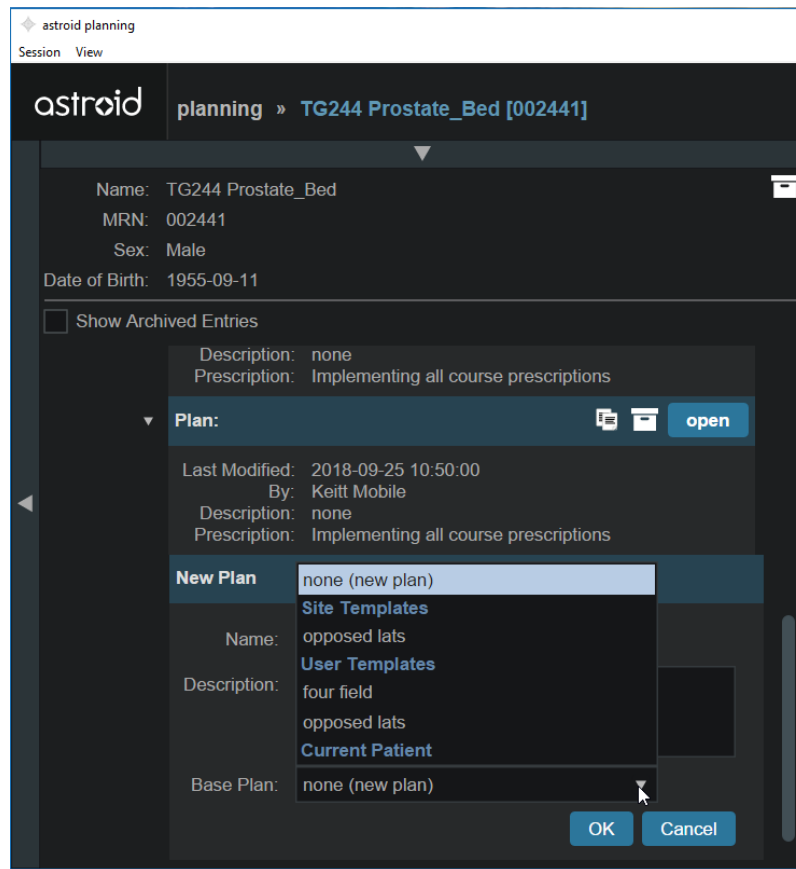 astroid planning
Session View
astroid planning » TG244 Prostate_Bed [002441]
Name: TG244 Prostate_Bed
MRN: 002441
Sex: Male
Date of Birth: 1955-09-11
Show Archived Entries
Description: none
Prescription: Implementing all course prescriptions
Plan: open
Last Modified: 2018-09-25 10:50:00
By: Keitt Mobile
Description: none
Prescription: Implementing all course prescriptions
New Plan
none (new plan)
Site Templates
Name: opposed lats
User Templates
Description: four field
opposed lats
Current Patient
Base Plan: none (new plan)
OK Cancel